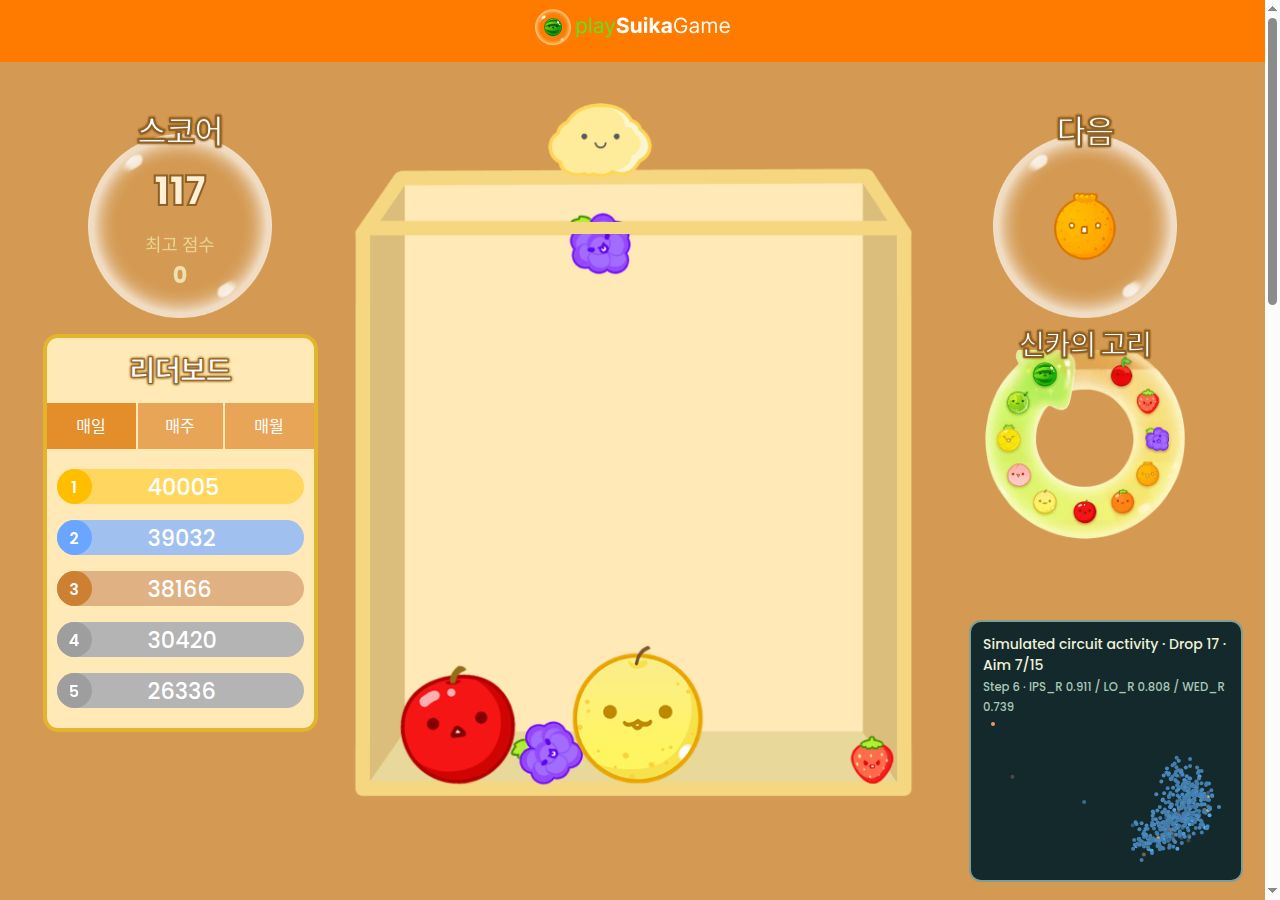 playSuikaGame
스코어
117
최고 점수
0
다음
신카의 고리
리더보드
매일 매주 매월
1 40005
2 39032
3 38166
4 30420
5 26336
Simulated circuit activity · Drop 17 ·
Aim 7/15
Step 6 · IPS_R 0.911 / LO_R 0.808 / WED_R
0.739